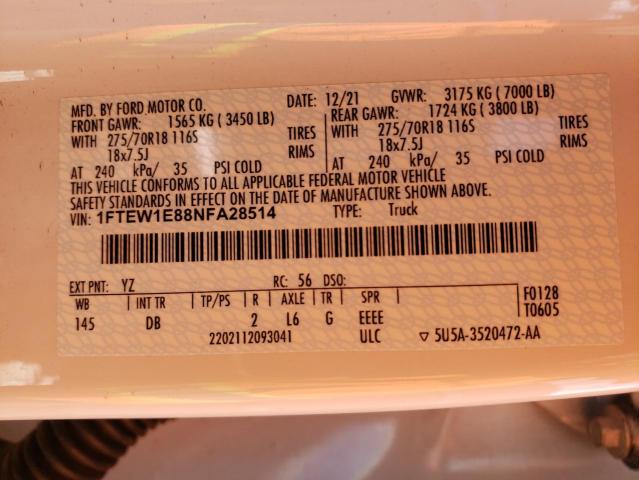 MFD. BY FORD MOTOR CO. DATE: 12/21 GVWR: 3175 KG ( 7000 LB)
FRONT GAWR: 1565 KG ( 3450 LB) REAR GAWR: 1724 KG ( 3800 LB)
WITH 275/70R18 116S TIRES WITH 275/70R18 116S TIRES
18x7.5J RIMS 18x7.5J RIMS
AT 240 kPa/ 35 PSI COLD AT 240 kPa/ 35 PSI COLD
THIS VEHICLE CONFORMS TO ALL APPLICABLE FEDERAL MOTOR VEHICLE
SAFETY STANDARDS IN EFFECT ON THE DATE OF MANUFACTURE SHOWN ABOVE.
VIN: 1FTEW1E88NFA28514 TYPE: Truck
EXT PNT: YZ RC: 56 DSO:
WB INT TR TP/PS R AXLE TR SPR F0128
145 DB 2 L6 G EEEE T0605
2202112093041 ULC ▽ 5U5A-3520472-AA